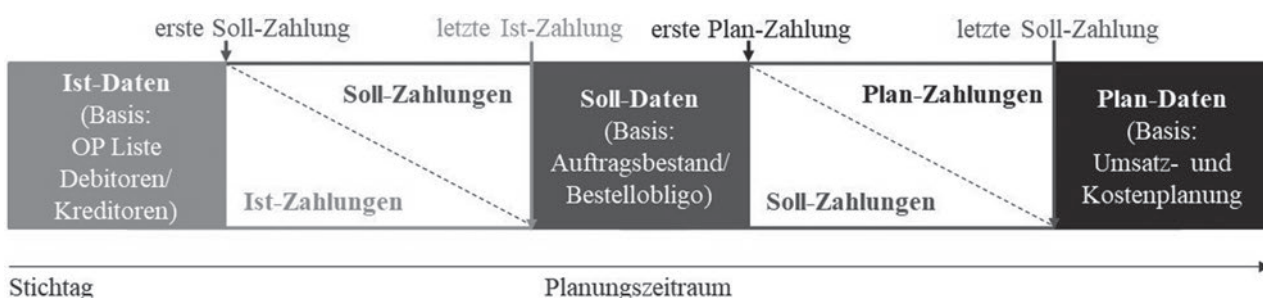 erste Soll-Zahlung
letzte Ist-Zahlung
erste Plan-Zahlung
letzte Soll-Zahlung
Ist-Daten
(Basis:
OP Liste
Debitoren/
Kreditoren)
Soll-Zahlungen
Ist-Zahlungen
Soll-Daten
(Basis:
Auftragsbestand/
Bestellobligo)
Plan-Zahlungen
Soll-Zahlungen
Plan-Daten
(Basis:
Umsatz- und
Kostenplanung
Stichtag
Planungszeitraum